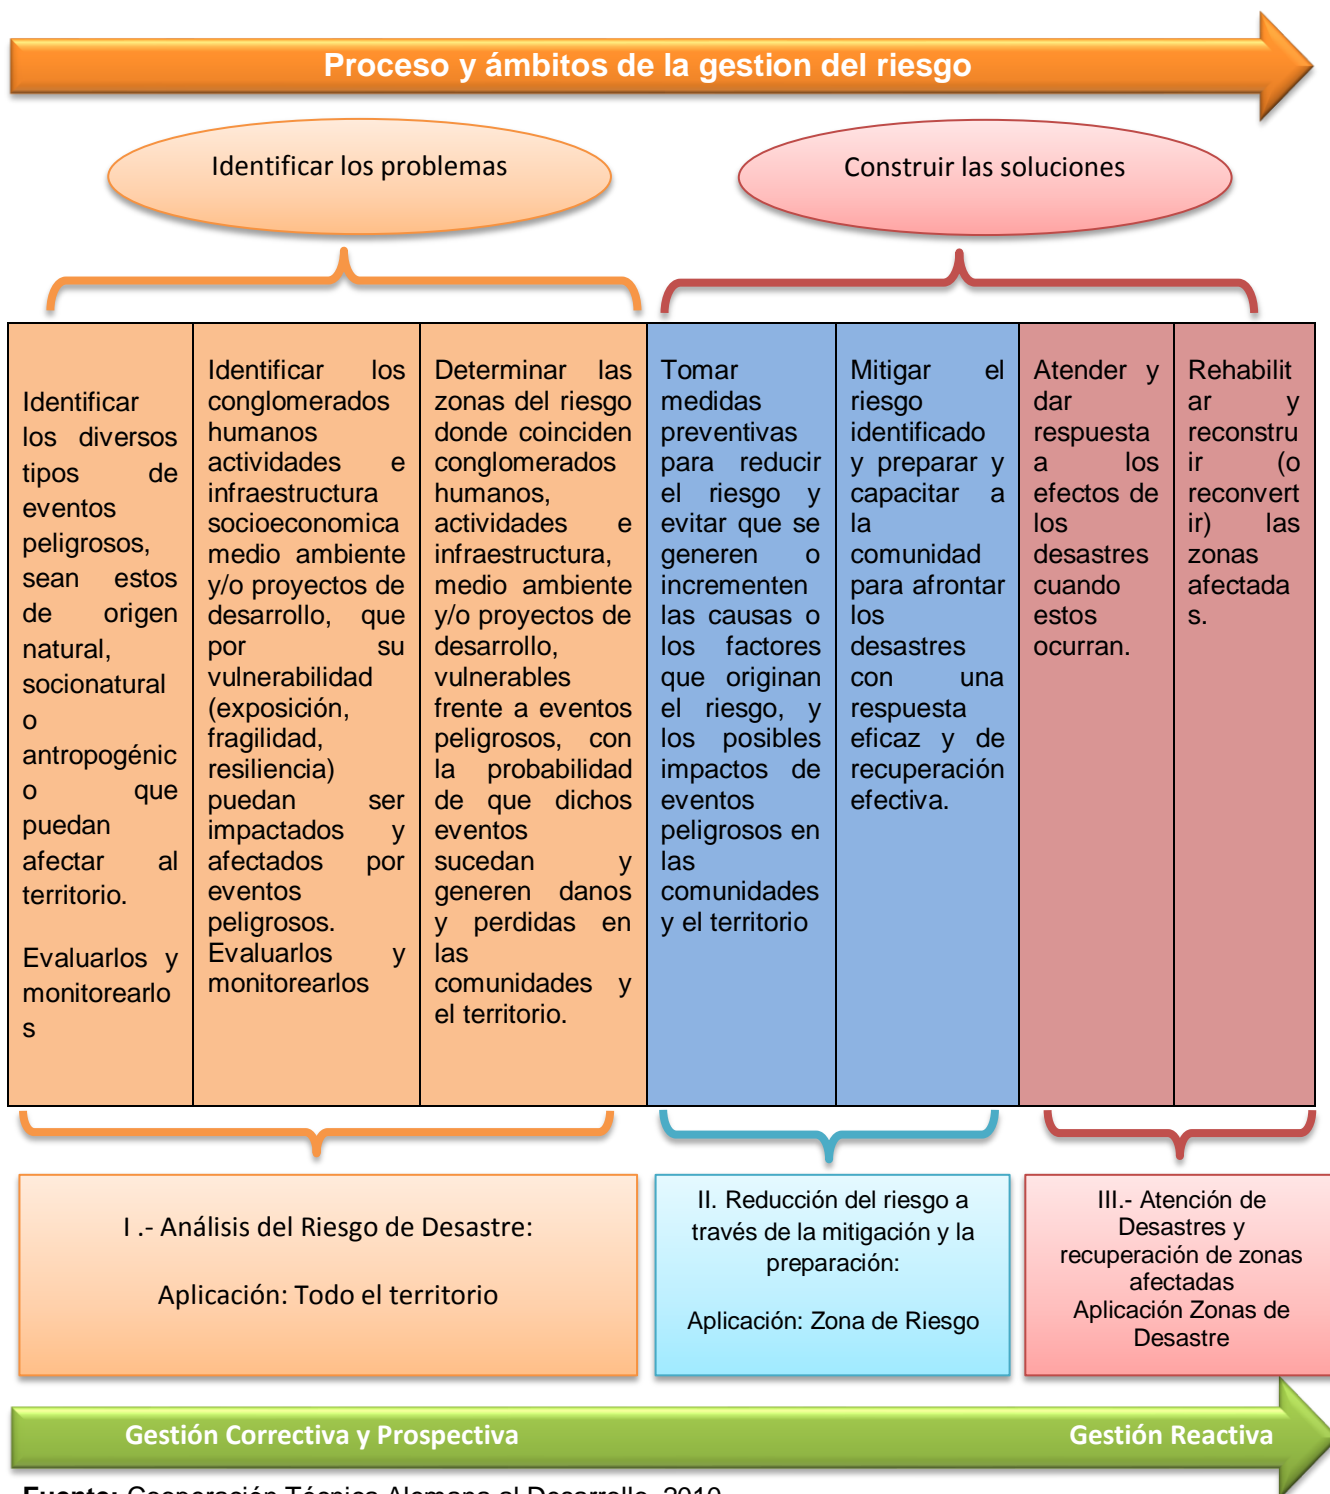 Proceso y ámbitos de la gestion del riesgo
Identificar los problemas
Construir las soluciones
Identificar
los diversos
tipos de
eventos
peligrosos,
sean estos
de origen
natural,
socionatural
o
antropogénic
o que
puedan
afectar al
territorio.
Evaluarlos y
monitorearlo
s
Identificar los
conglomerados
humanos
actividades e
infraestructura
socioeconomica
medio ambiente
y/o proyectos de
desarrollo, que
por su
vulnerabilidad
(exposición,
fragilidad,
resiliencia)
puedan ser
impactados y
afectados por
eventos
peligrosos.
Evaluarlos y
monitorearlos
Determinar las
zonas del riesgo
donde coinciden
conglomerados
humanos,
actividades e
infraestructura,
medio ambiente
y/o proyectos de
desarrollo,
vulnerables
frente a eventos
peligrosos, con
la probabilidad
de que dichos
eventos
sucedan y
generen danos
y perdidas en
las
comunidades y
el territorio.
Tomar
medidas
preventivas
para reducir
el riesgo y
evitar que se
generen o
incrementen
las causas o
los factores
que originan
el riesgo, y
los posibles
impactos de
eventos
peligrosos en
las
comunidades
y el territorio
Mitigar el
riesgo
identificado
y preparar y
capacitar a
la
comunidad
para afrontar
los
desastres
con una
respuesta
eficaz y de
recuperación
efectiva.
Atender y
dar
respuesta
a los
efectos de
los
desastres
cuando
estos
ocurran.
Rehabilit
ar y
reconstru
ir (o
reconvert
ir) las
zonas
afectada
s.
I .- Análisis del Riesgo de Desastre:
Aplicación: Todo el territorio
II. Reducción del riesgo a
través de la mitigación y la
preparación:
Aplicación: Zona de Riesgo
III.- Atención de
Desastres y
recuperación de zonas
afectadas
Aplicación Zonas de
Desastre
Gestión Correctiva y Prospectiva
Gestión Reactiva
Fuente: Cooperación Técnica Alemana al Desarrollo, 2010